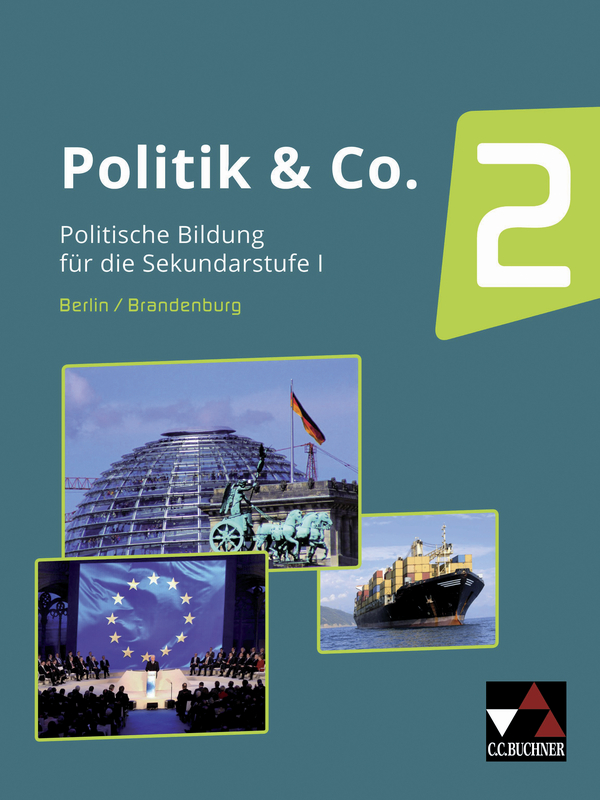 Politik & Co.
2
Politische Bildung
für die Sekundarstufe I
Berlin / Brandenburg
C.C.BUCHNER